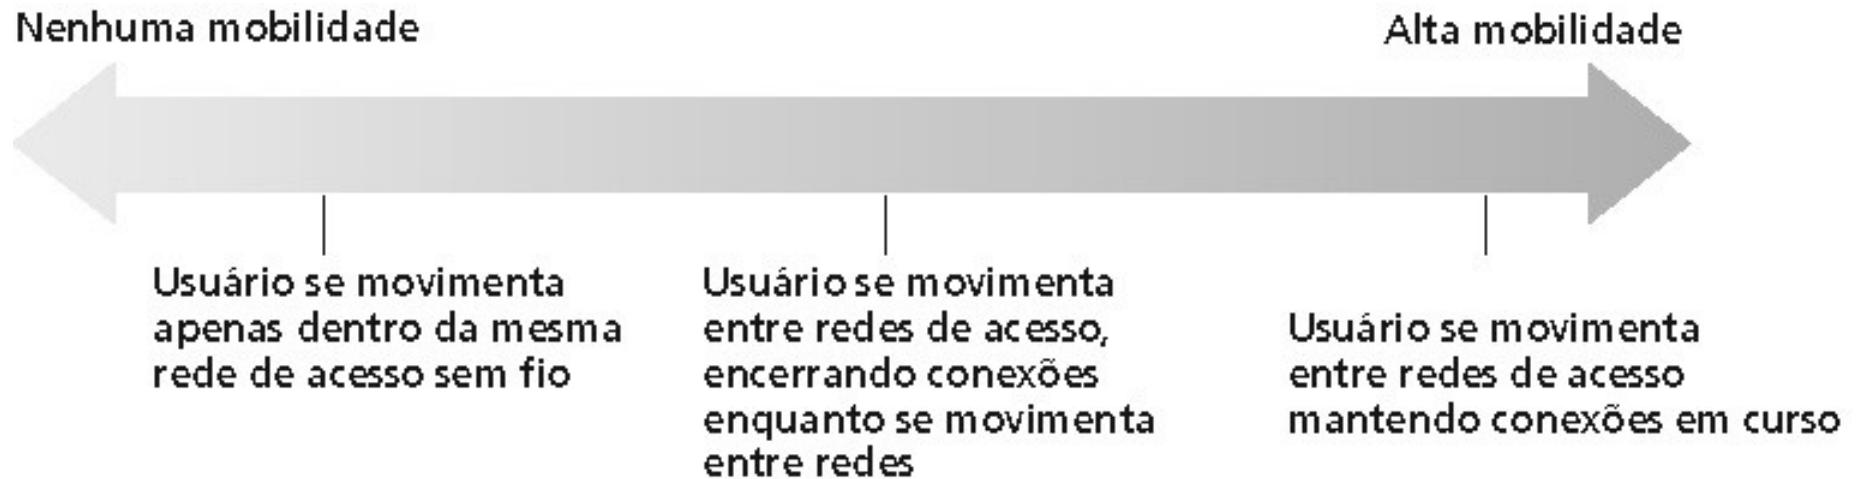 Nenhuma mobilidade
Alta mobilidade
Usuário se movimenta
apenas dentro da mesma
rede de acesso sem fio
Usuário se movimenta
entre redes de acesso,
encerrando conexões
enquanto se movimenta
entre redes
Usuário se movimenta
entre redes de acesso
mantendo conexões em curso